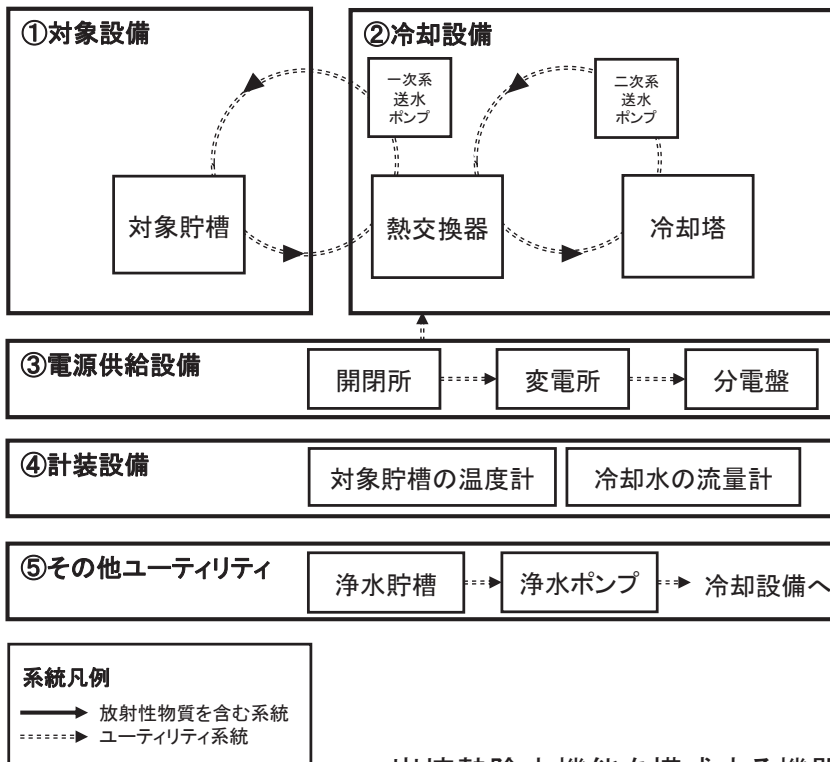 ①対象設備
②冷却設備
一次系
送水
ポンプ
二次系
送水
ポンプ
対象貯槽
熱交換器
冷却塔
③電源供給設備
開閉所
変電所
分電盤
④計装設備
対象貯槽の温度計
冷却水の流量計
⑤その他ユーティリティ
浄水貯槽
浄水ポンプ
冷却設備へ
系統凡例
放射性物質を含む系統
ユーティリティ系統